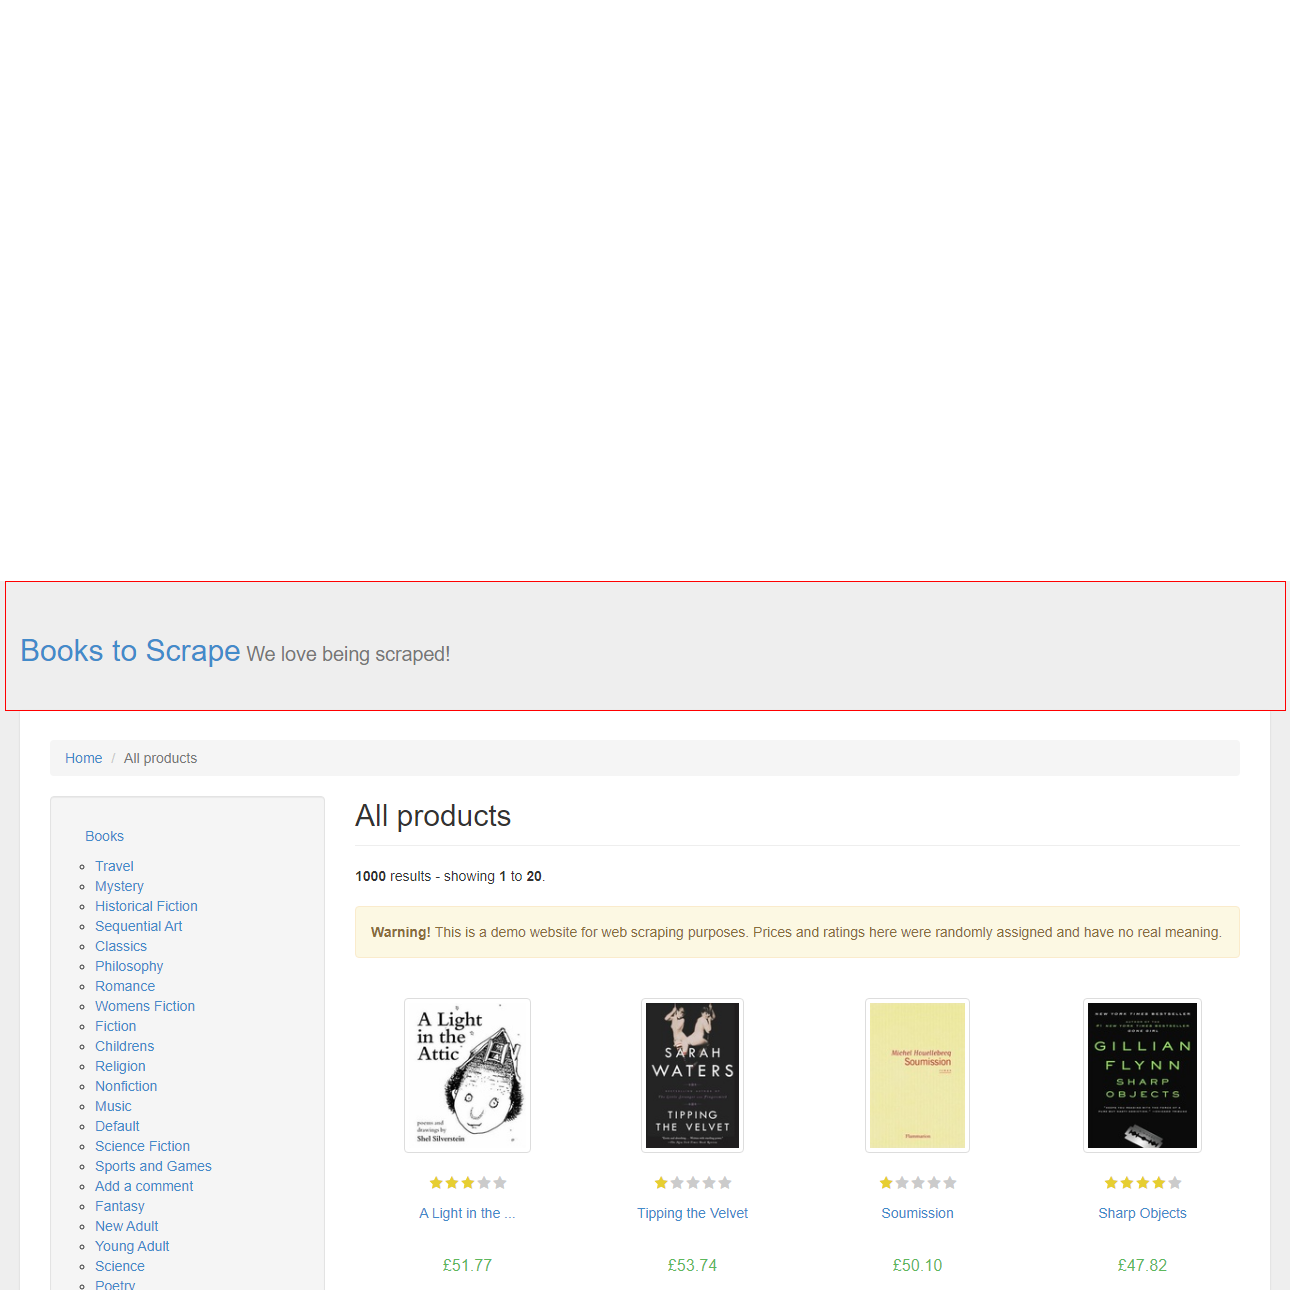 Books to Scrape We love being scraped!
Home / All products
Books
Travel
Mystery
Historical Fiction
Sequential Art
Classics
Philosophy
Romance
Womens Fiction
Fiction
Childrens
Religion
Nonfiction
Music
Default
Science Fiction
Sports and Games
Add a comment
Fantasy
New Adult
Young Adult
Science
Poetry
All products
1000 results - showing 1 to 20.
Warning! This is a demo website for web scraping purposes. Prices and ratings here were randomly assigned and have no real meaning.
A Light
in the
Attic
poems and
drawings by
Shel Silverstein
SARAH
WATERS
TIPPING
THE VELVET
Michel Houellebecq
Soumission
Flammarion
NEW YORK TIMES BESTSELLER
GONE GIRL
GILLIAN
FLYNN
SHARP
OBJECTS
A Light in the ...
Tipping the Velvet
Soumission
Sharp Objects
£51.77
£53.74
£50.10
£47.82